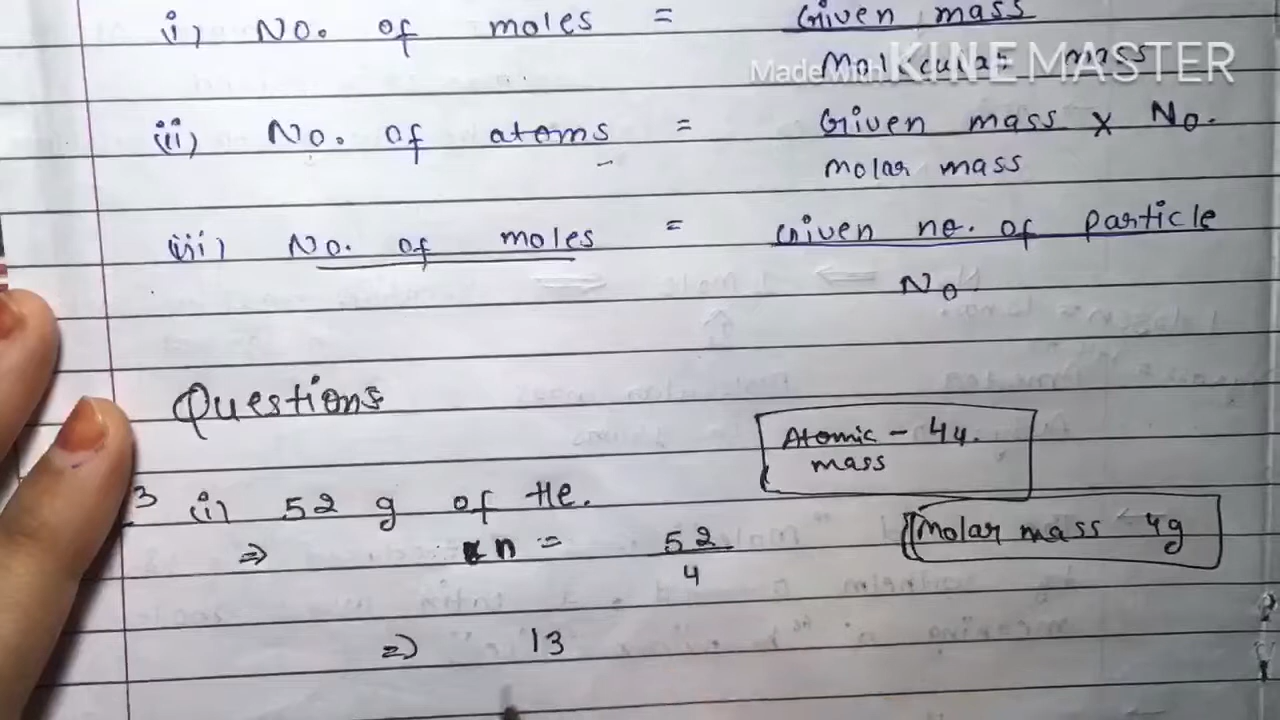 i) No. of moles = Given mass
Molecular mass
Made with KINEMASTER
(ii) No. of atoms = Given mass x No.
molar mass
(iii) No. of moles = Given no. of particle
No
Questions
Atomic - 4u.
mass
3 (i) 52 g of He.
Molar mass 4g
⇒ n = 52
4
⇒ 13